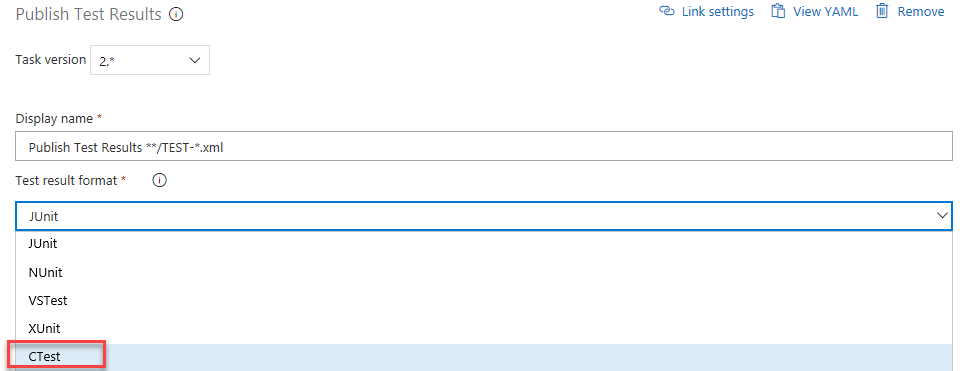 Publish Test Results Link settings View YAML Remove
Task version 2.*
Display name *
Publish Test Results **/TEST-*.xml
Test result format *
JUnit
JUnit
NUnit
VSTest
XUnit
CTest